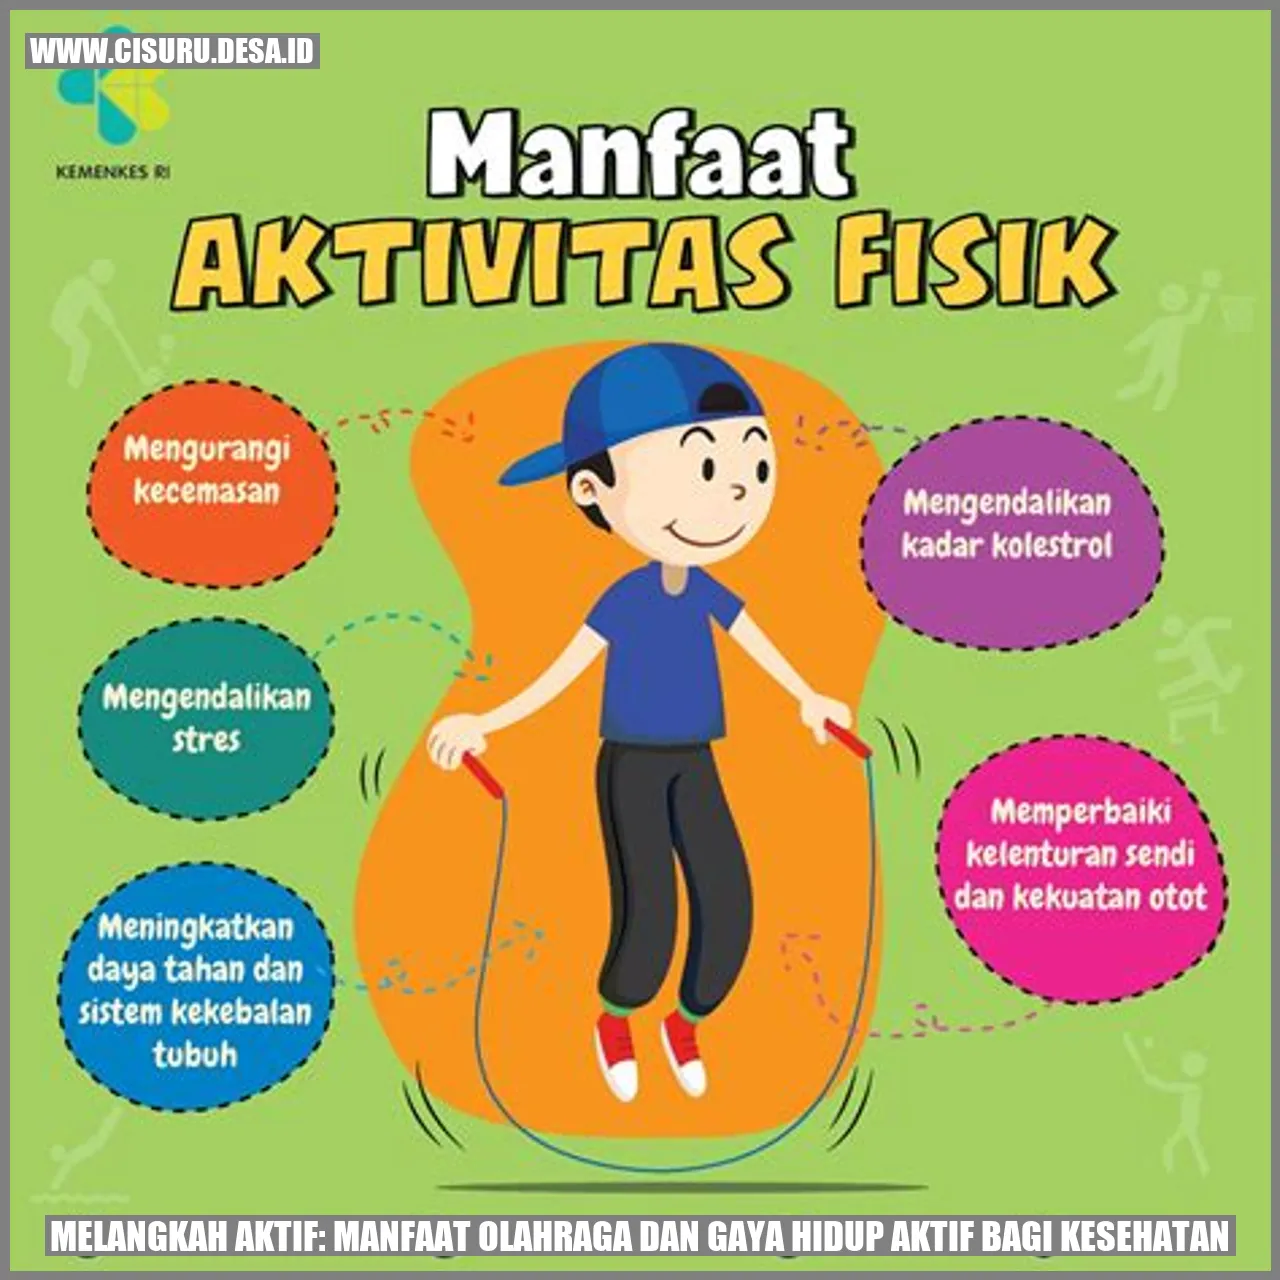 WWW.CISURU.DESA.ID
KEMENKES RI
Manfaat
AKTIVITAS FISIK
Mengurangi
kecemasan
Mengendalikan
stres
Meningkatkan
daya tahan dan
sistem kekebalan
tubuh
Mengendalikan
kadar kolestrol
Memperbaiki
kelenturan sendi
dan kekuatan otot
MELANGKAH AKTIF: MANFAAT OLAHRAGA DAN GAYA HIDUP AKTIF BAGI KESEHATAN